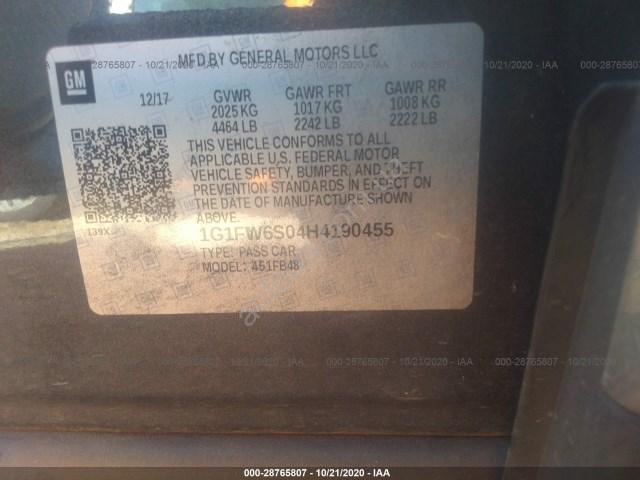 000-28765807 - 10/21/2020 - IAA
GM
MFD BY GENERAL MOTORS LLC
12/17 GVWR GAWR FRT GAWR RR
2025 KG 1017 KG 1008 KG
4464 LB 2242 LB 2222 LB
THIS VEHICLE CONFORMS TO ALL
APPLICABLE U.S. FEDERAL MOTOR
VEHICLE SAFETY, BUMPER, AND THEFT
PREVENTION STANDARDS IN EFFECT ON
THE DATE OF MANUFACTURE SHOWN
ABOVE.
139X
1G1FW6S04H4190455
TYPE: PASS CAR
MODEL: 451FB48
000-28765807 - 10/21/2020 - IAA